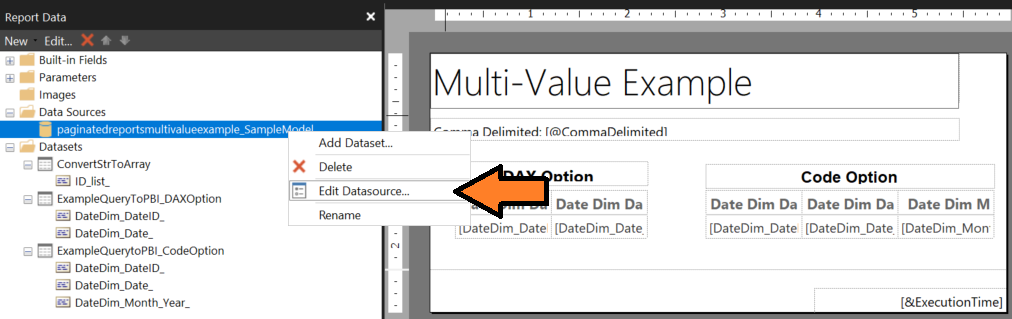 Report Data
New Edit...
Built-in Fields
Parameters
Images
Data Sources
paginatedreportsmultivalueexample_SampleModel
Datasets
ConvertStrToArray
ID_list_
ExampleQueryToPBI_DAXOption
DateDim_DateID_
DateDim_Date_
ExampleQuerytoPBI_CodeOption
DateDim_DateID_
DateDim_Date_
DateDim_Month_Year_
Add Dataset...
Delete
Edit Datasource...
Rename
1 2 3 4 5
2
Multi-Value Example
Comma Delimited: [@CommaDelimited]
DAX Option
Date Dim Da Date Dim Da
[DateDim_Date [DateDim_Date_
Code Option
Date Dim Da Date Dim Da Date Dim M
[DateDim_Date [DateDim_Date_ [DateDim_Mon
[&ExecutionTime]